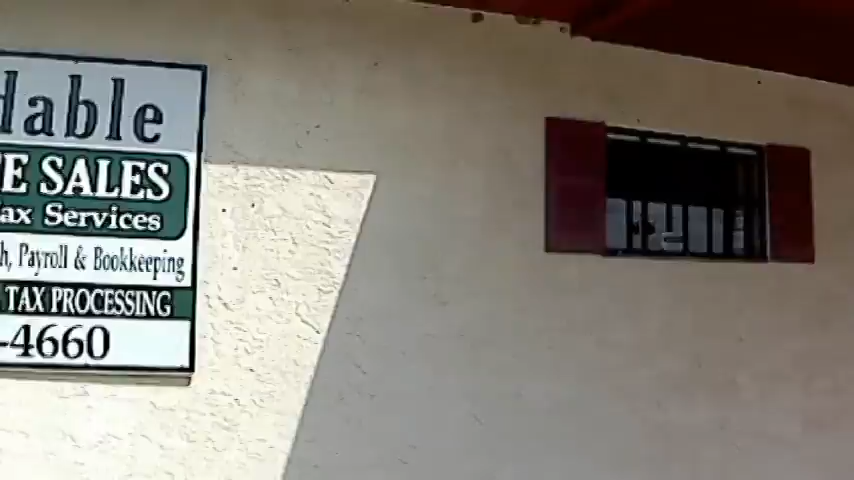 dable
E SALES
ax Services
h, Payroll & Bookkeeping
TAX PROCESSING
-4660